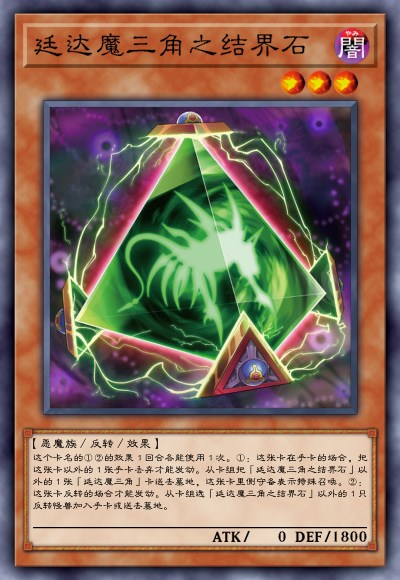 廷达魔三角之结界石
やみ
闇
【恶魔族／反转／效果】
这个卡名的①②的效果1回合各能使用1次。①：这张卡在手卡的场合，把
这张卡以外的1张手卡丢弃才能发动。从卡组把「廷达魔三角之结界石」以
外的1张「廷达魔三角」卡送去墓地，这张卡里侧守备表示特殊召唤。②：
这张卡反转的场合才能发动。从卡组选「廷达魔三角之结界石」以外的1只
反转怪兽加入手卡或送去墓地。
ATK/ 0 DEF/1800